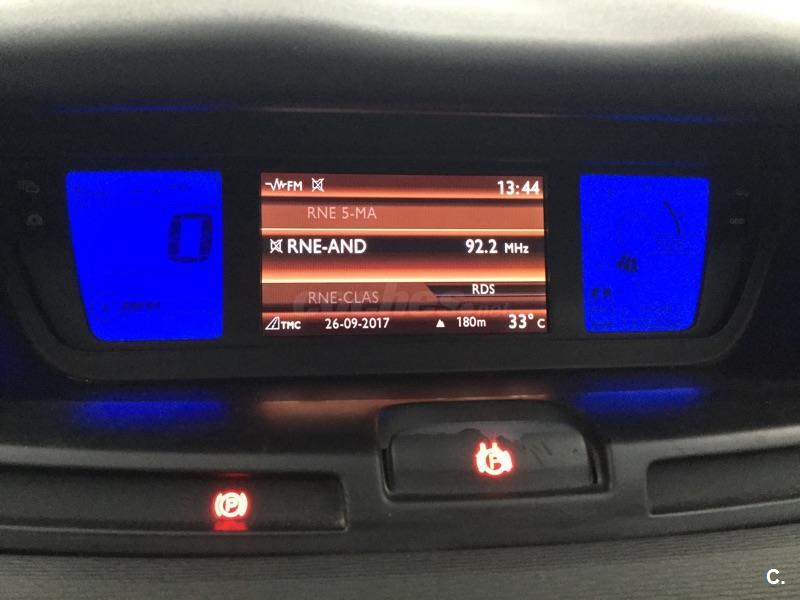 FM 13:44
RNE 5-MA
RNE-AND 92.2 MHz
RDS
RNE-CLAS
TMC 26-09-2017 180m 33°C
0
P
P
C.